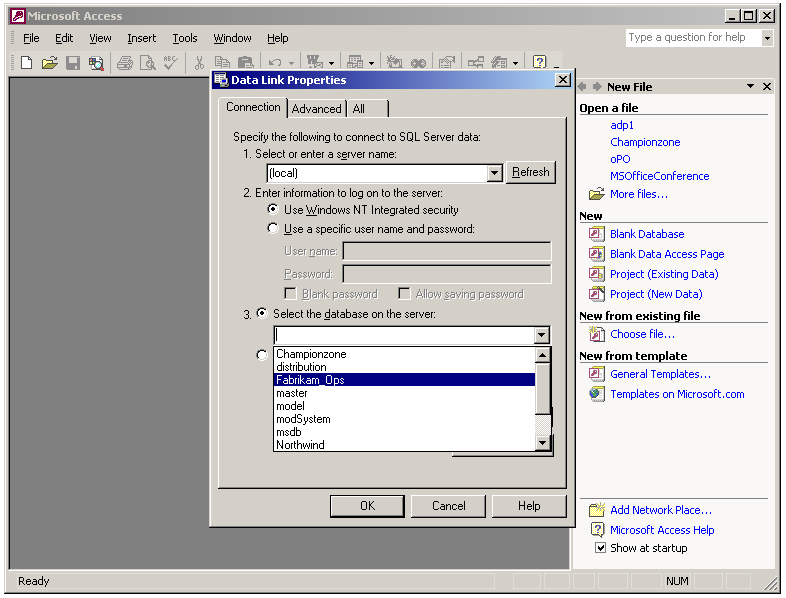 Microsoft Access
File Edit View Insert Tools Window Help
Type a question for help
Data Link Properties
Connection Advanced All
Specify the following to connect to SQL Server data:
1. Select or enter a server name:
(local)
Refresh
2. Enter information to log on to the server:
Use Windows NT Integrated security
Use a specific user name and password:
User name:
Password:
Blank password Allow saving password
3. Select the database on the server:
Championzone
distribution
Fabrikam_Ops
master
model
modSystem
msdb
Northwind
OK Cancel Help
New File
Open a file
adp1
Championzone
oPO
MSOfficeConference
More files...
New
Blank Database
Blank Data Access Page
Project (Existing Data)
Project (New Data)
New from existing file
Choose file...
New from template
General Templates...
Templates on Microsoft.com
Add Network Place...
Microsoft Access Help
Show at startup
Ready
NUM